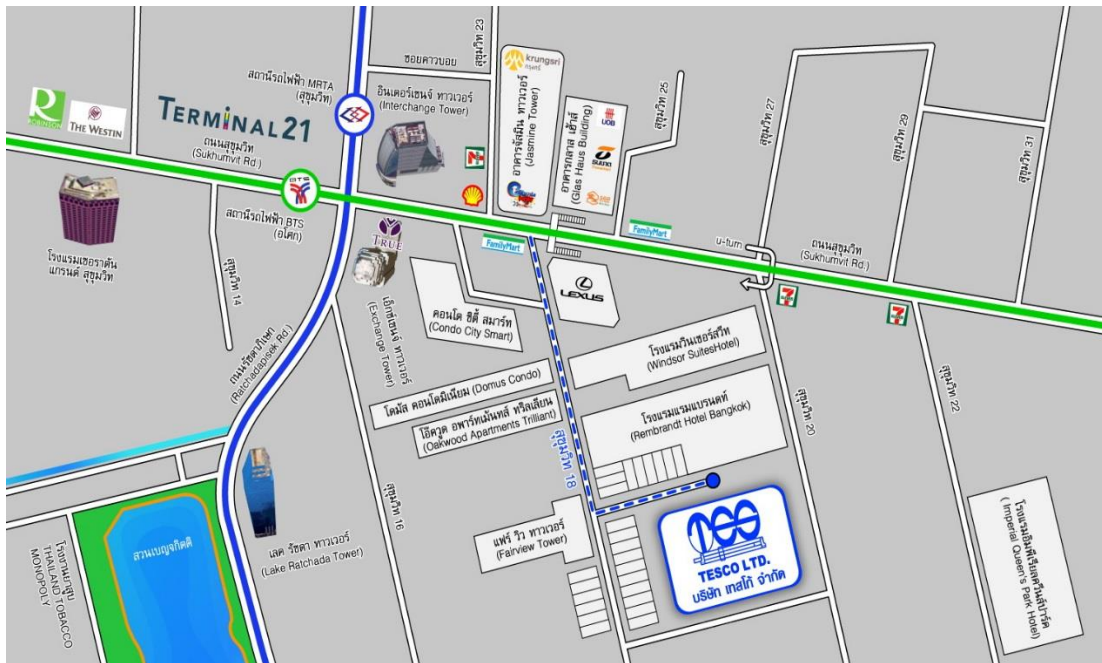 สุขุมวิท 23
ซอยคาวบอย
สถานีรถไฟฟ้า MRTA
(สุขุมวิท)
อินเตอร์เชนจ์ ทาวเวอร์
(Interchange Tower)
krungsri
กรุงศรี
อาคารจัสมิน ทาวเวอร์
(Jasmine Tower)
อาคารกลาส เฮ้าส์
(Glas Haus Building)
UOB
ธนชาต
สุขุมวิท 25
สุขุมวิท 27
สุขุมวิท 29
สุขุมวิท 31
R
ROBINSON
THE WESTIN
TERMINAL 21
ถนนสุขุมวิท
(Sukhumvit Rd.)
BTS
สถานีรถไฟฟ้า BTS
(อโศก)
TRUE
FamilyMart
FamilyMart
u-turn
ถนนสุขุมวิท
(Sukhumvit Rd.)
โรงแรมเชอราตัน
แกรนด์ สุขุมวิท
สุขุมวิท 14
ถนนรัชดาภิเษก
(Ratchadapisek Rd.)
เอ็กซ์เชนจ์ ทาวเวอร์
(Exchange Tower)
คอนโด ซิตี้ สมาร์ท
(Condo City Smart)
LEXUS
7
ELEVEN
7
ELEVEN
โรงแรมวินเซอร์สวีท
(Windsor SuitesHotel)
โดมัส คอนโดมิเนียม (Domus Condo)
โอ๊ควูด อพาร์ทเม้นทส์ ทริลเลียน
(Oakwood Apartments Trilliant)
โรงแรมแรมแบรนดท์
(Rembrandt Hotel Bangkok)
สุขุมวิท 18
สุขุมวิท 20
สุขุมวิท 22
สุขุมวิท 16
สวนเบญจกิตติ
เลค รัชดา ทาวเวอร์
(Lake Ratchada Tower)
แฟร์ วิว ทาวเวอร์
(Fairview Tower)
TESCO LTD.
บริษัท เทสโก้ จำกัด
โรงงานยาสูบ
THAILAND TOBACCO
MONOPOLY
โรงแรมอิมพีเรียลควีนส์ปาร์ค
( Imperial Queen's Park Hotel)